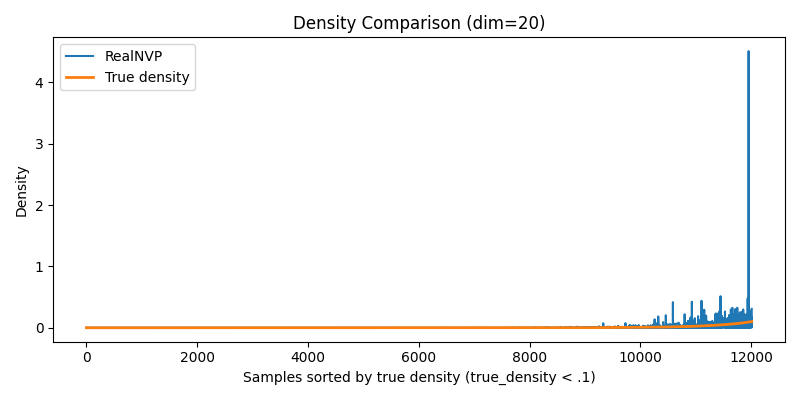 Density Comparison (dim=20)
RealNVP
True density
Density
4
3
2
1
0
0 2000 4000 6000 8000 10000 12000
Samples sorted by true density (true_density < .1)